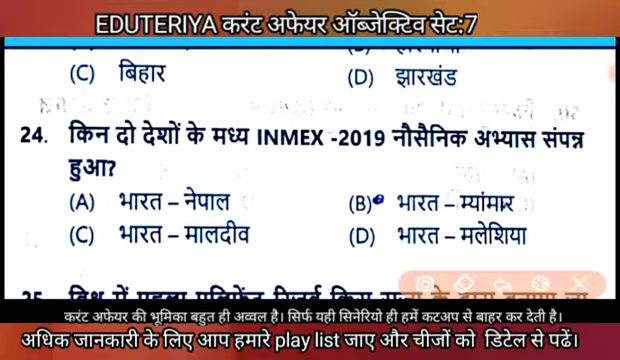 EDUTERIYA करंट अफेयर ऑब्जेक्टिव सेट:7
(C) बिहार
(D) झारखंड
24. किन दो देशों के मध्य INMEX -2019 नौसैनिक अभ्यास संपन्न
हुआ?
(A) भारत – नेपाल
(B) भारत – म्यांमार
(C) भारत – मालदीव
(D) भारत – मलेशिया
करंट अफेयर की भूमिका बहुत ही अव्वल है। सिर्फ यही सिनेरियो ही हमें कटअप से बाहर कर देती है।
अधिक जानकारी के लिए आप हमारे play list जाए और चीजों को डिटेल से पढें।